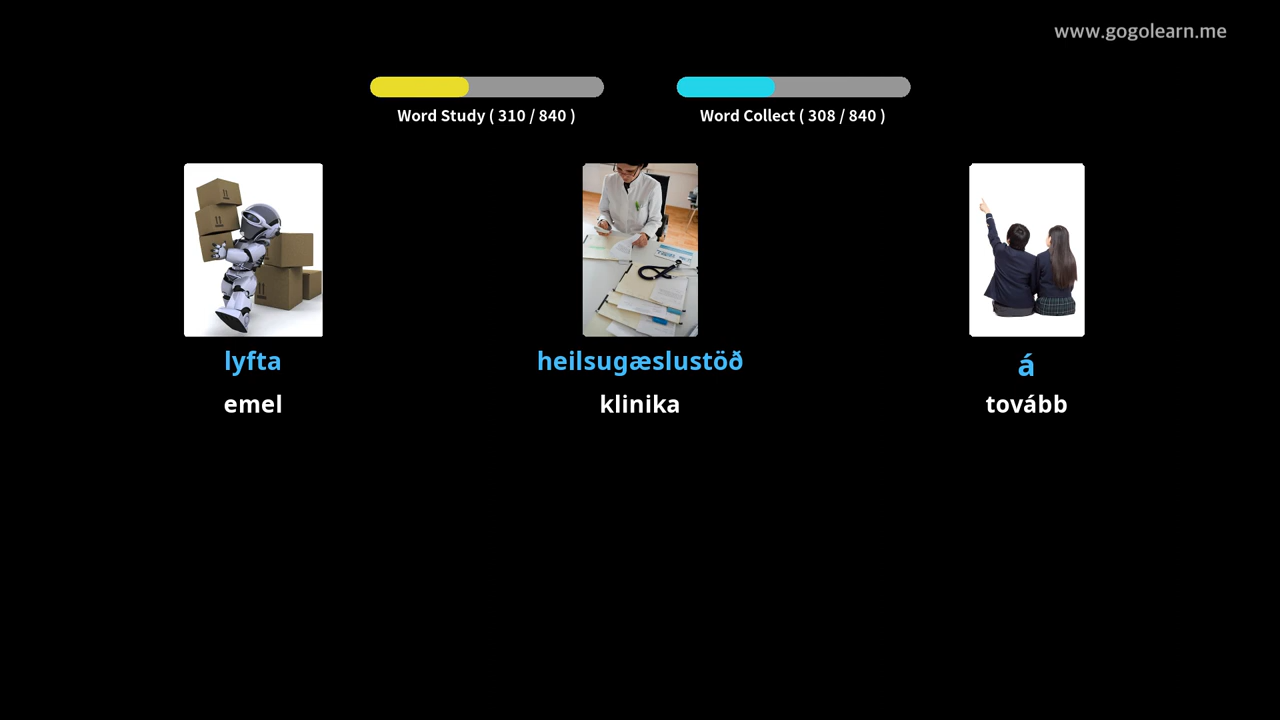 www.gogolearn.me
Word Study ( 310 / 840 )
Word Collect ( 308 / 840 )
lyfta
heilsugæslustöð
á
emel
klinika
tovább